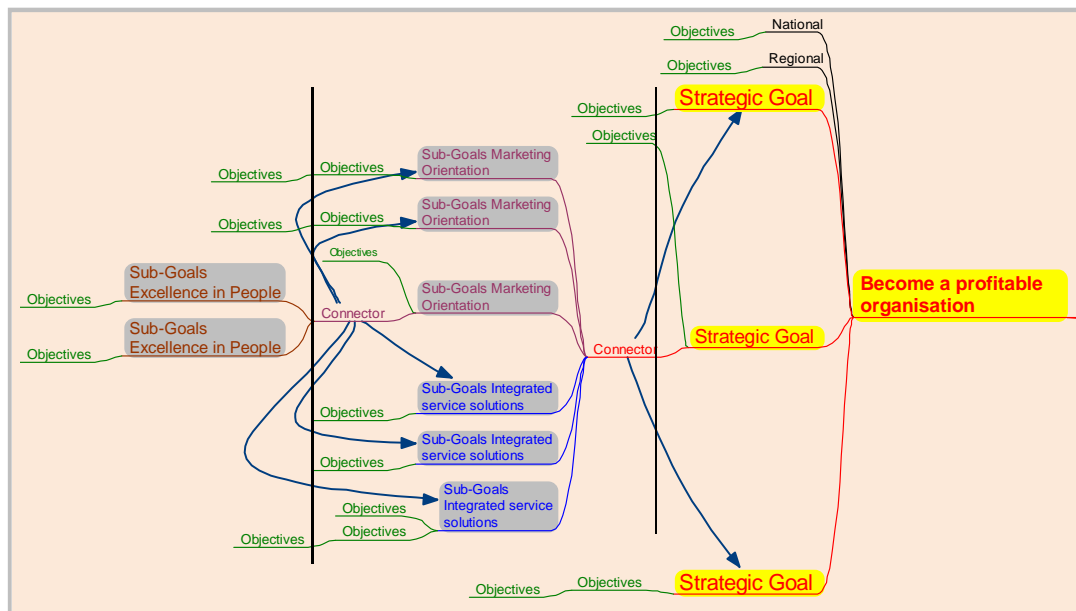 National
Objectives
Regional
Objectives
Strategic Goal
Objectives
Objectives
Sub-Goals Marketing
Orientation
Objectives
Objectives
Sub-Goals Marketing
Orientation
Objectives
Objectives
Objectives
Sub-Goals
Excellence in People
Objectives
Sub-Goals Marketing
Orientation
Become a profitable
organisation
Connector
Sub-Goals
Excellence in People
Objectives
Strategic Goal
Connector
Sub-Goals Integrated
service solutions
Objectives
Sub-Goals Integrated
service solutions
Objectives
Sub-Goals
Integrated service
solutions
Objectives
Objectives
Objectives
Strategic Goal
Objectives
Objectives